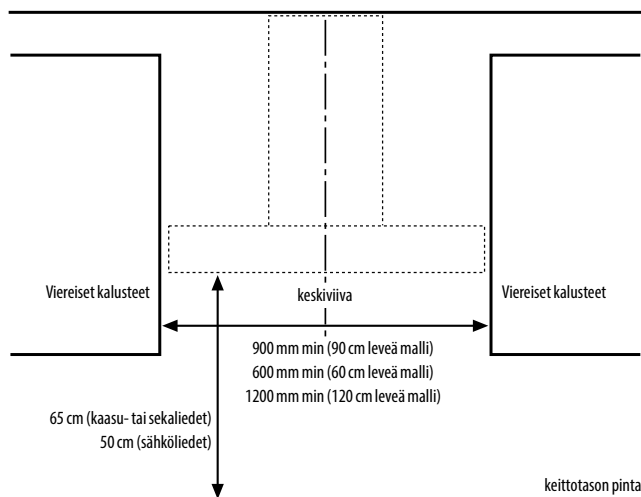 Viereiset kalusteet
keskiviiva
Viereiset kalusteet
900 mm min (90 cm leveä malli)
600 mm min (60 cm leveä malli)
1200 mm min (120 cm leveä malli)
65 cm (kaasu- tai sekaliedet)
50 cm (sähköliedet)
keittotason pinta